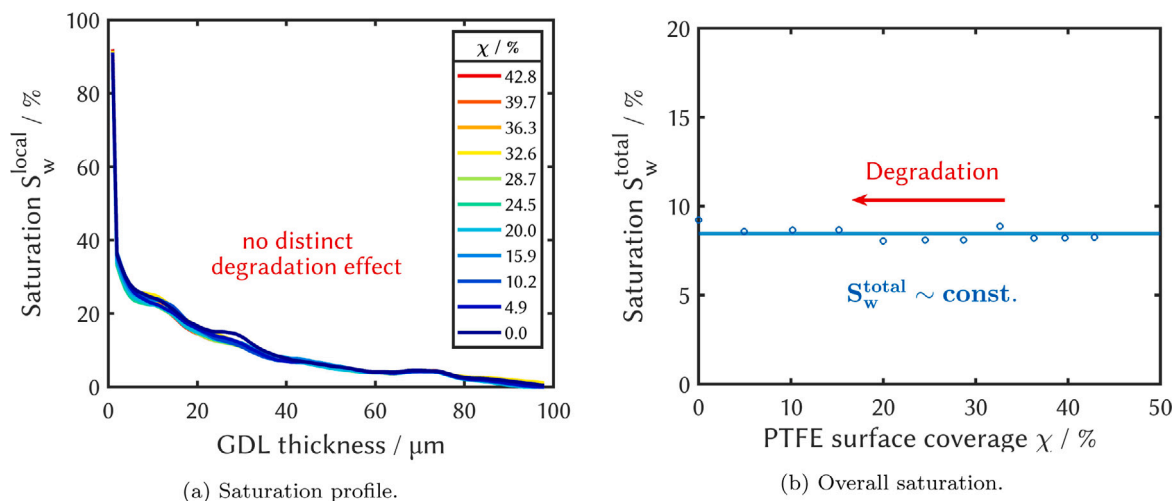 100
80
60
40
20
0
Saturation S_w^local / %
χ / %
42.8
39.7
36.3
32.6
28.7
24.5
20.0
15.9
10.2
4.9
0.0
no distinct
degradation effect
0 20 40 60 80 100
GDL thickness / μm
(a) Saturation profile.
20
15
10
5
0
Saturation S_w^total / %
Degradation
S_w^total ∼ const.
0 10 20 30 40 50
PTFE surface coverage χ / %
(b) Overall saturation.